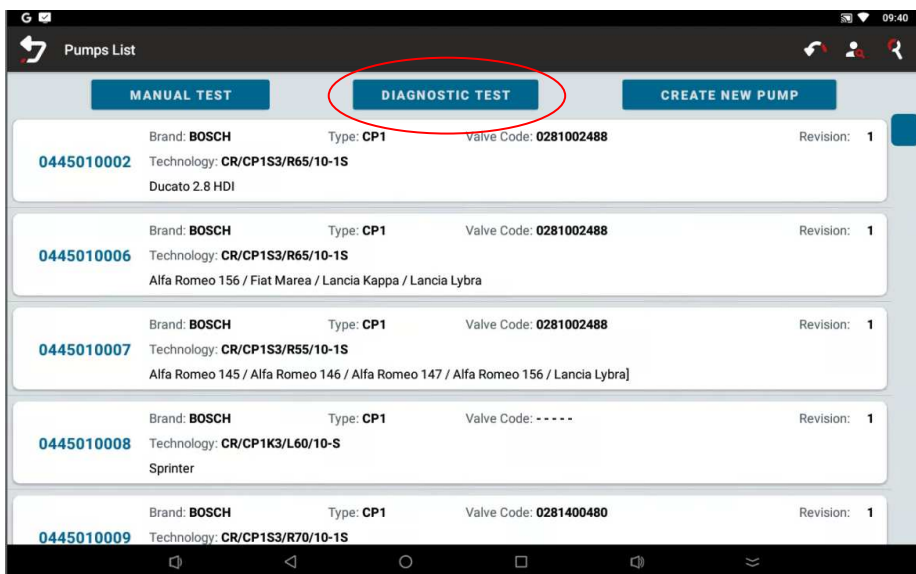 G 09:40
Pumps List
MANUAL TEST DIAGNOSTIC TEST CREATE NEW PUMP
Brand: BOSCH Type: CP1 Valve Code: 0281002488 Revision: 1
0445010002 Technology: CR/CP1S3/R65/10-1S
Ducato 2.8 HDI
Brand: BOSCH Type: CP1 Valve Code: 0281002488 Revision: 1
0445010006 Technology: CR/CP1S3/R65/10-1S
Alfa Romeo 156 / Fiat Marea / Lancia Kappa / Lancia Lybra
Brand: BOSCH Type: CP1 Valve Code: 0281002488 Revision: 1
0445010007 Technology: CR/CP1S3/R55/10-1S
Alfa Romeo 145 / Alfa Romeo 146 / Alfa Romeo 147 / Alfa Romeo 156 / Lancia Lybra]
Brand: BOSCH Type: CP1 Valve Code: - - - - - Revision: 1
0445010008 Technology: CR/CP1K3/L60/10-S
Sprinter
Brand: BOSCH Type: CP1 Valve Code: 0281400480 Revision: 1
0445010009 Technology: CR/CP1S3/R70/10-1S